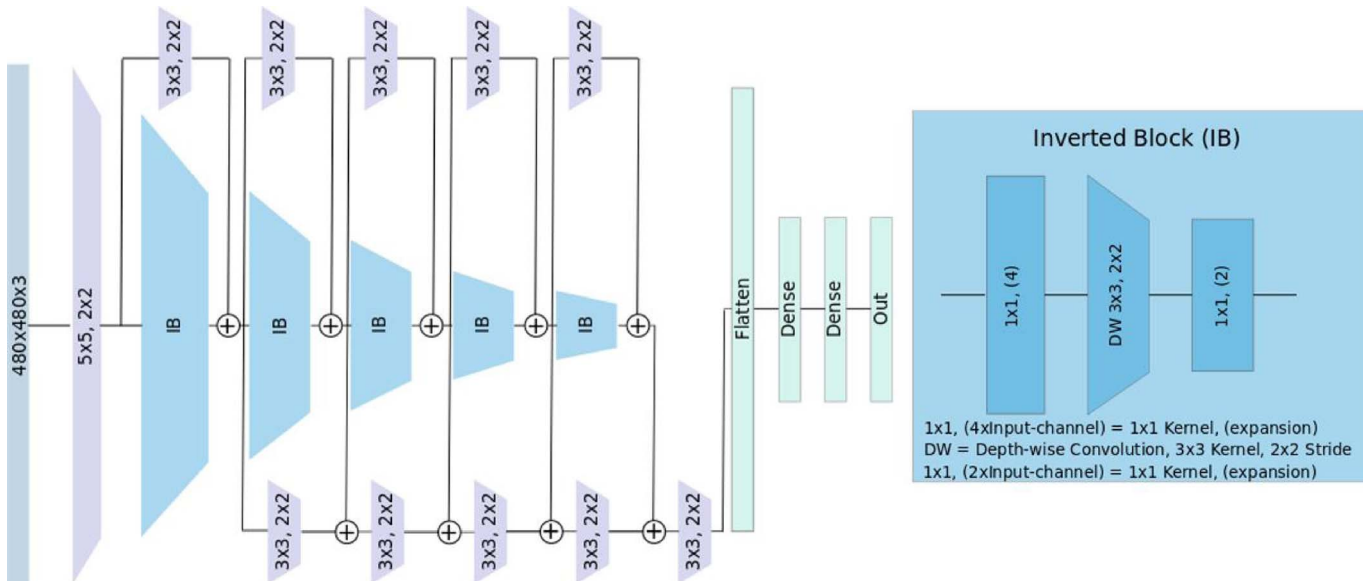 3x3, 2x2
3x3, 2x2
3x3, 2x2
3x3, 2x2
3x3, 2x2
480x480x3
5x5, 2x2
IB
+
IB
+
IB
+
IB
+
IB
+
3x3, 2x2
+
3x3, 2x2
+
3x3, 2x2
+
3x3, 2x2
+
3x3, 2x2
Flatten
Dense
Dense
Out
Inverted Block (IB)
1x1, (4)
DW 3x3, 2x2
1x1, (2)
1x1, (4xInput-channel) = 1x1 Kernel, (expansion)
DW = Depth-wise Convolution, 3x3 Kernel, 2x2 Stride
1x1, (2xInput-channel) = 1x1 Kernel, (expansion)